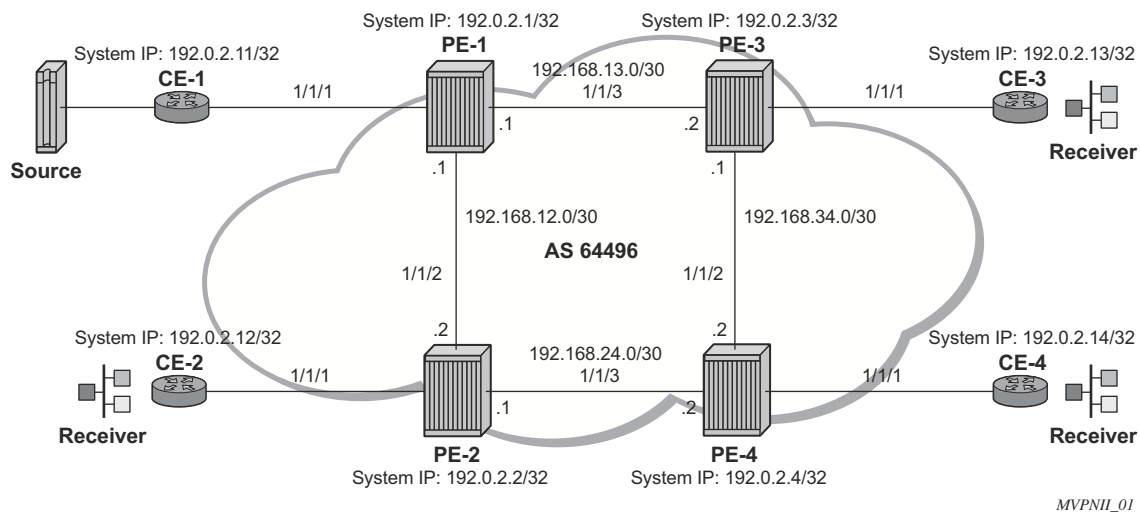 System IP: 192.0.2.1/32
PE-1
System IP: 192.0.2.3/32
PE-3
System IP: 192.0.2.11/32
CE-1
192.168.13.0/30
1/1/3
System IP: 192.0.2.13/32
CE-3
1/1/1
1/1/1
.1
.2
Source
Receiver
.1
.1
192.168.12.0/30
192.168.34.0/30
AS 64496
1/1/2
1/1/2
.2
.2
System IP: 192.0.2.12/32
CE-2
192.168.24.0/30
1/1/3
System IP: 192.0.2.14/32
CE-4
1/1/1
1/1/1
.1
.2
Receiver
Receiver
PE-2
System IP: 192.0.2.2/32
PE-4
System IP: 192.0.2.4/32
MVPNII_01